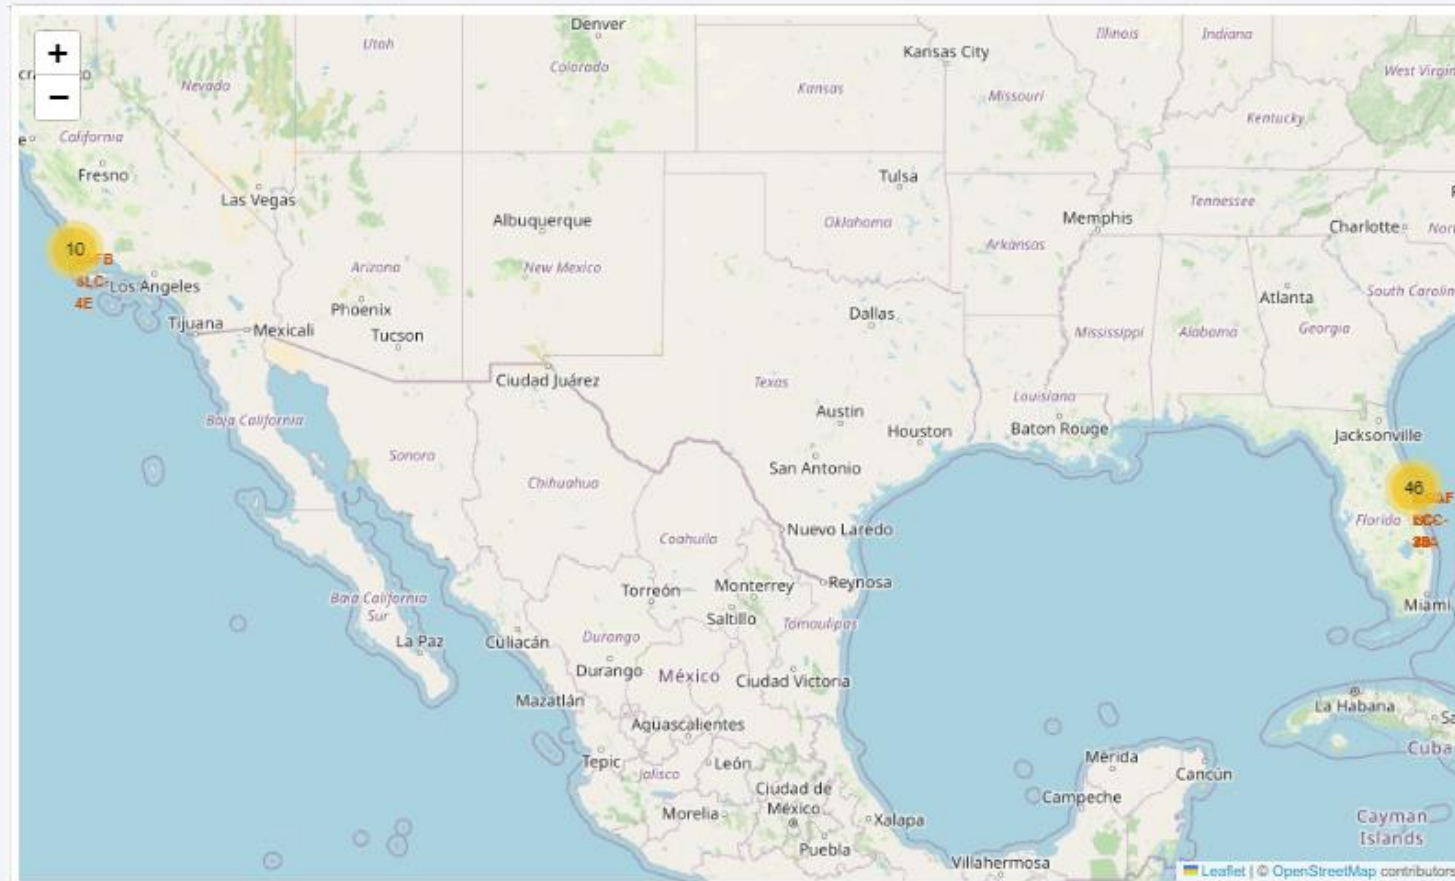 +
−
Denver
Utah
Colorado
Nevada
Kansas City
Illinois
Indiana
West Virgin
Kansas
Missouri
Kentucky
California
Fresno
Las Vegas
Tulsa
Albuquerque
Oklahoma
Memphis
Tennessee
Charlotte
Nor
Arkansas
10
FB
Arizona
New Mexico
SLC-
Los Angeles
4E
Phoenix
Dallas
Atlanta
South Carolin
Tijuana
Mexicali
Tucson
Mississippi
Alabama
Georgia
Ciudad Juárez
Texas
Louisiana
Austin
Houston
Baton Rouge
Jacksonville
Baja California
Sonora
San Antonio
Chihuahua
46
Florida
Nuevo Laredo
Coahuila
Torreón
Monterrey
Reynosa
Saltillo
Tamaulipas
Miami
Baja California
Sur
La Paz
Culiacán
Durango
Durango
México
Ciudad Victoria
Mazatlán
Aguascalientes
La Habana
Sa
Cuba
Tepic
Jalisco
León
Mérida
Cancún
Ciudad de
México
Campeche
Morelia
Xalapa
Cayman
Islands
Puebla
Villahermosa
Leaflet | © OpenStreetMap contributors